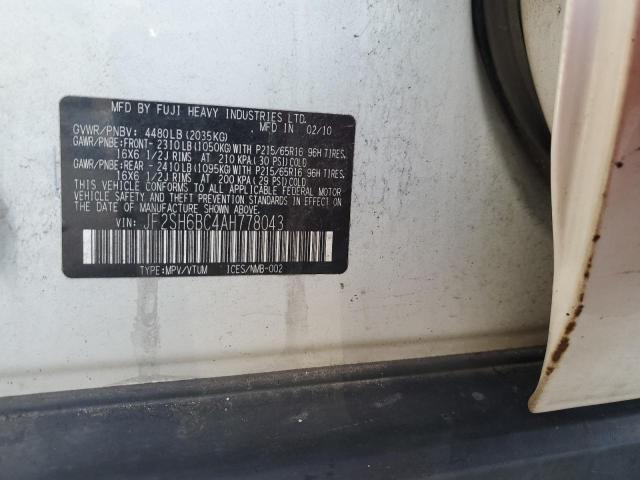 MFD BY FUJI HEAVY INDUSTRIES LTD.
MFD IN 02/10
GVWR/PNBV: 4480LB(2035KG)
GAWR/PNBE:FRONT- 2310LB(1050KG)WITH P215/65R16 96H TIRES,
16X6 1/2J RIMS AT 210 KPA(30 PSI)COLD
GAWR/PNBE:REAR - 2410LB(1095KG)WITH P215/65R16 96H TIRES,
16X6 1/2J RIMS AT 200 KPA(29 PSI)COLD
THIS VEHICLE CONFORMS TO ALL APPLICABLE FEDERAL MOTOR
VEHICLE SAFETY AND THEFT PREVENTION STANDARDS IN EFFECT
ON THE DATE OF MANUFACTURE SHOWN ABOVE.
VIN: JF2SH6BC4AH778043
TYPE:MPV/VTUM ICES/NMB-002